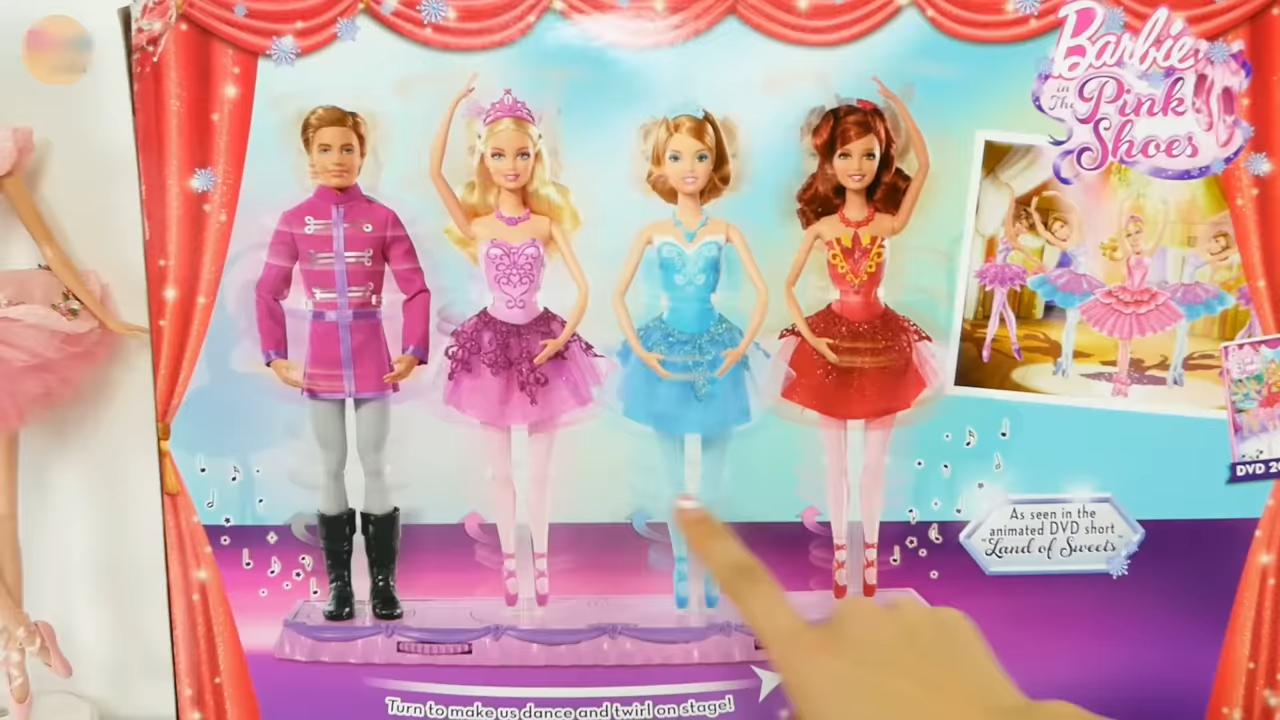 Barbie
in
The Pink
Shoes
As seen in the
animated DVD short
"Land of Sweets"
Turn to make us dance and twirl on stage!